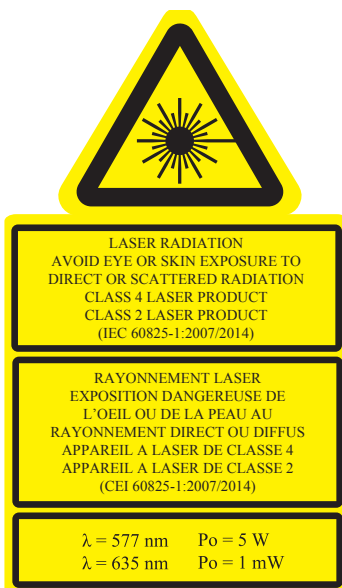 LASER RADIATION
AVOID EYE OR SKIN EXPOSURE TO
DIRECT OR SCATTERED RADIATION
CLASS 4 LASER PRODUCT
CLASS 2 LASER PRODUCT
(IEC 60825-1:2007/2014)
RAYONNEMENT LASER
EXPOSITION DANGEREUSE DE
L'OEIL OU DE LA PEAU AU
RAYONNEMENT DIRECT OU DIFFUS
APPAREIL A LASER DE CLASSE 4
APPAREIL A LASER DE CLASSE 2
(CEI 60825-1:2007/2014)
λ = 577 nm Po = 5 W
λ = 635 nm Po = 1 mW